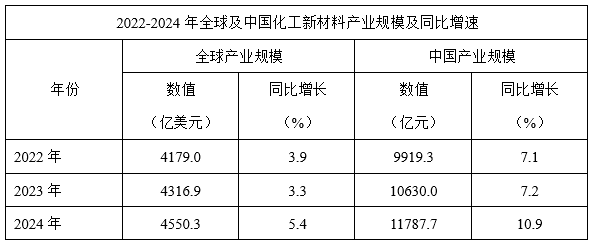 2022-2024 年全球及中国化工新材料产业规模及同比增速
年份 全球产业规模 中国产业规模
数值（亿美元） 同比增长（%） 数值（亿元） 同比增长（%）
2022 年 4179.0 3.9 9919.3 7.1
2023 年 4316.9 3.3 10630.0 7.2
2024 年 4550.3 5.4 11787.7 10.9